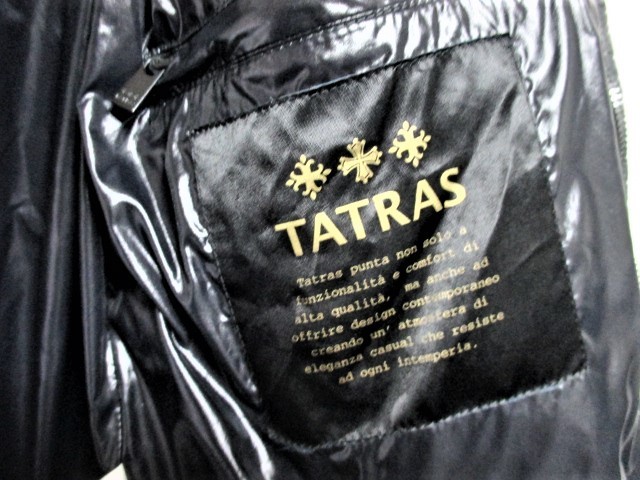 TATRAS
Tatras punta non solo a
funzionalità e comfort di
alta qualità, ma anche ad
offrire design contemporaneo
creando un' atmosfera di
eleganza casual che resiste
ad ogni intemperia.